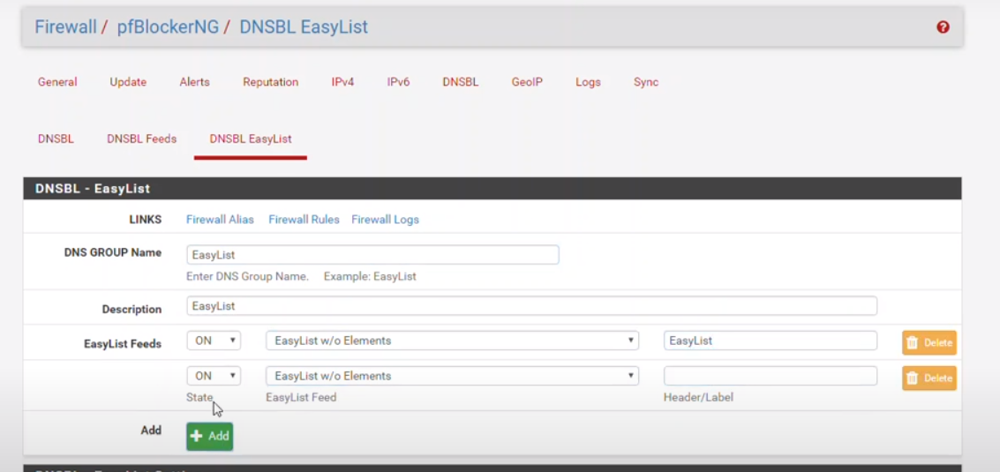 Firewall / pfBlockerNG / DNSBL EasyList
General Update Alerts Reputation IPv4 IPv6 DNSBL GeoIP Logs Sync
DNSBL DNSBL Feeds DNSBL EasyList
DNSBL - EasyList
LINKS Firewall Alias Firewall Rules Firewall Logs
DNS GROUP Name EasyList
Enter DNS Group Name. Example: EasyList
Description EasyList
EasyList Feeds ON EasyList w/o Elements EasyList Delete
ON EasyList w/o Elements Delete
State EasyList Feed Header/Label
Add Add